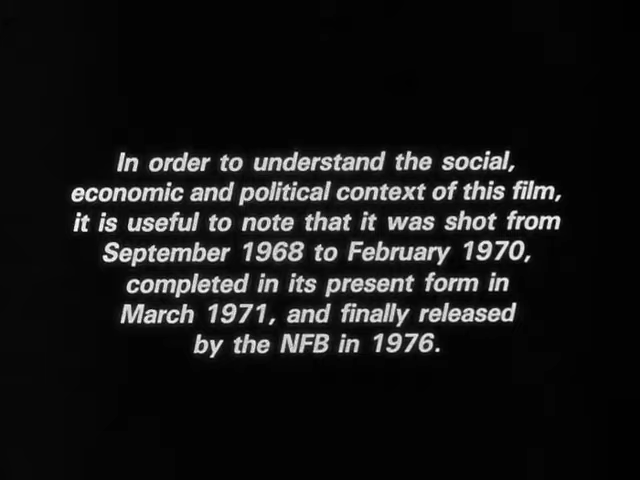 In order to understand the social,
economic and political context of this film,
it is useful to note that it was shot from
September 1968 to February 1970,
completed in its present form in
March 1971, and finally released
by the NFB in 1976.